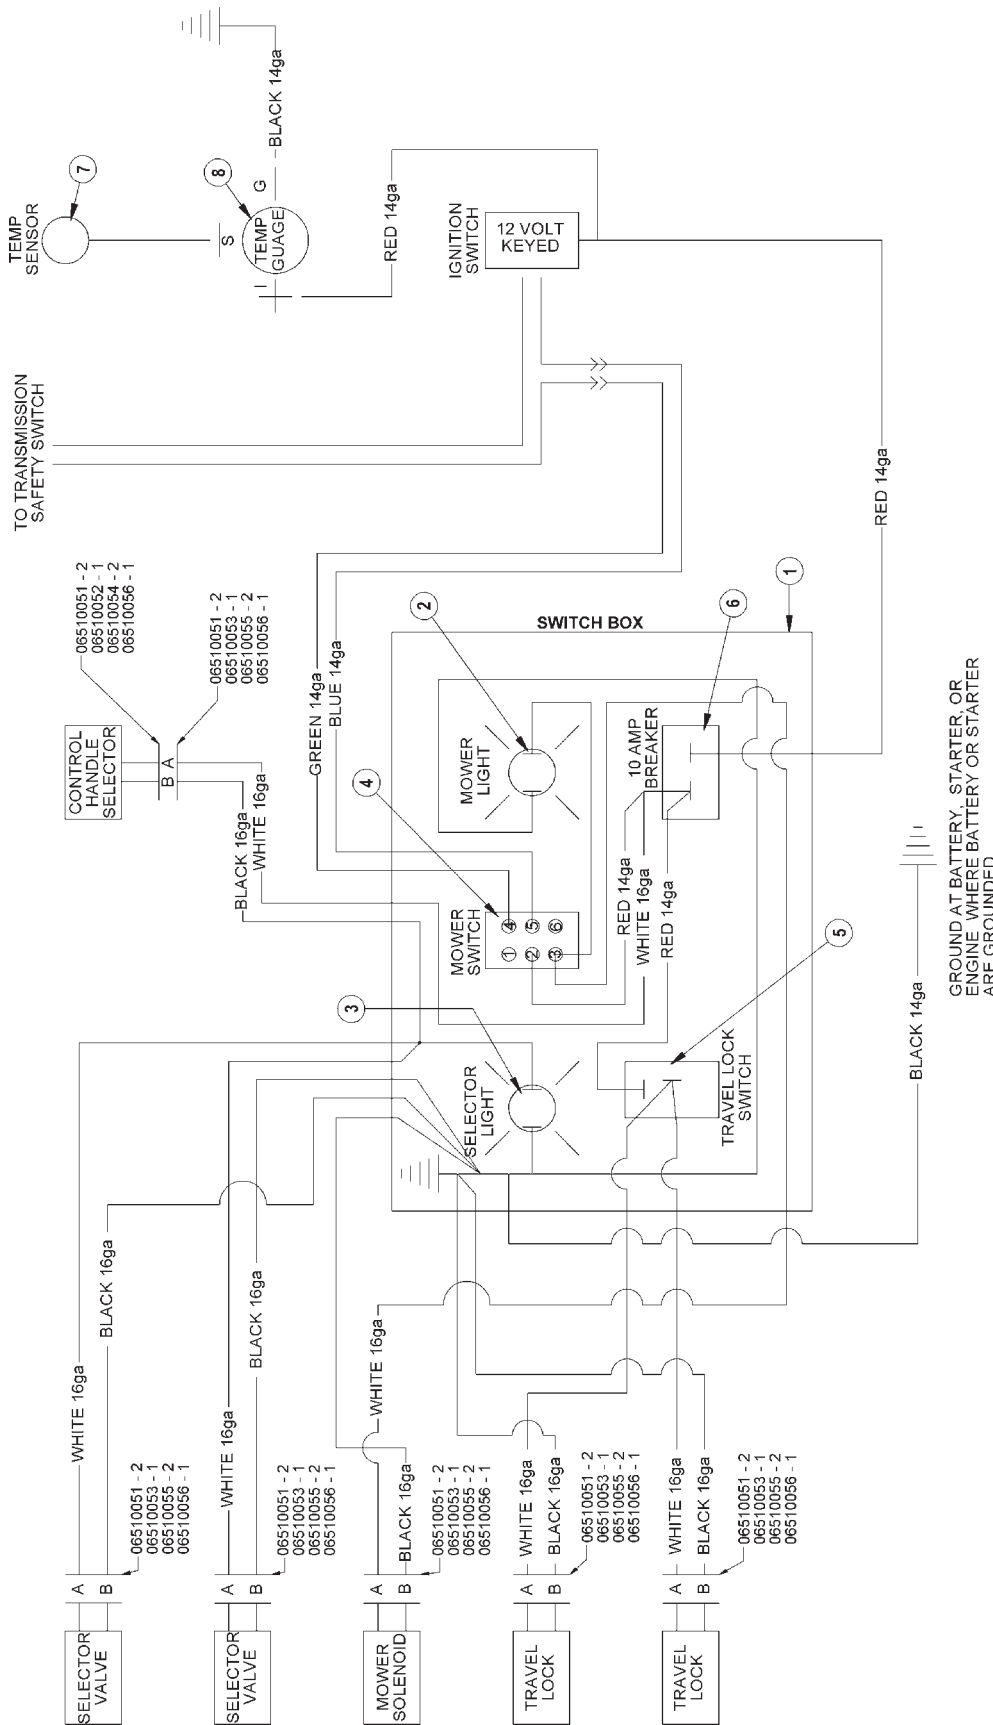 TEMP
SENSOR
7
8
S
TEMP
GUAGE
I
G
BLACK 14ga
RED 14ga
IGNITION
SWITCH
12 VOLT
KEYED
TO TRANSMISSION
SAFETY SWITCH
RED 14ga
06510051 - 2
06510052 - 1
06510054 - 2
06510056 - 1
06510051 - 2
06510053 - 1
06510055 - 2
06510056 - 1
CONTROL
HANDLE
SELECTOR
B A
BLACK 16ga
WHITE 16ga
GREEN 14ga
BLUE 14ga
SWITCH BOX
1
2
MOWER
LIGHT
6
10 AMP
BREAKER
4
MOWER
SWITCH
1 2 3
4 5 6
RED 14ga
WHITE 16ga
RED 14ga
3
SELECTOR
LIGHT
5
TRAVEL LOCK
SWITCH
BLACK 14ga
GROUND AT BATTERY, STARTER, OR
ENGINE WHERE BATTERY OR STARTER
ARE GROUNDED
SELECTOR
VALVE
A
B
WHITE 16ga
BLACK 16ga
06510051 - 2
06510053 - 1
06510055 - 2
06510056 - 1
SELECTOR
VALVE
A
B
WHITE 16ga
BLACK 16ga
06510051 - 2
06510053 - 1
06510055 - 2
06510056 - 1
MOWER
SOLENOID
A
B
WHITE 16ga
BLACK 16ga
06510051 - 2
06510053 - 1
06510055 - 2
06510056 - 1
TRAVEL
LOCK
A
B
WHITE 16ga
BLACK 16ga
06510051 - 2
06510053 - 1
06510055 - 2
06510056 - 1
TRAVEL
LOCK
A
B
WHITE 16ga
BLACK 16ga
06510051 - 2
06510053 - 1
06510055 - 2
06510056 - 1